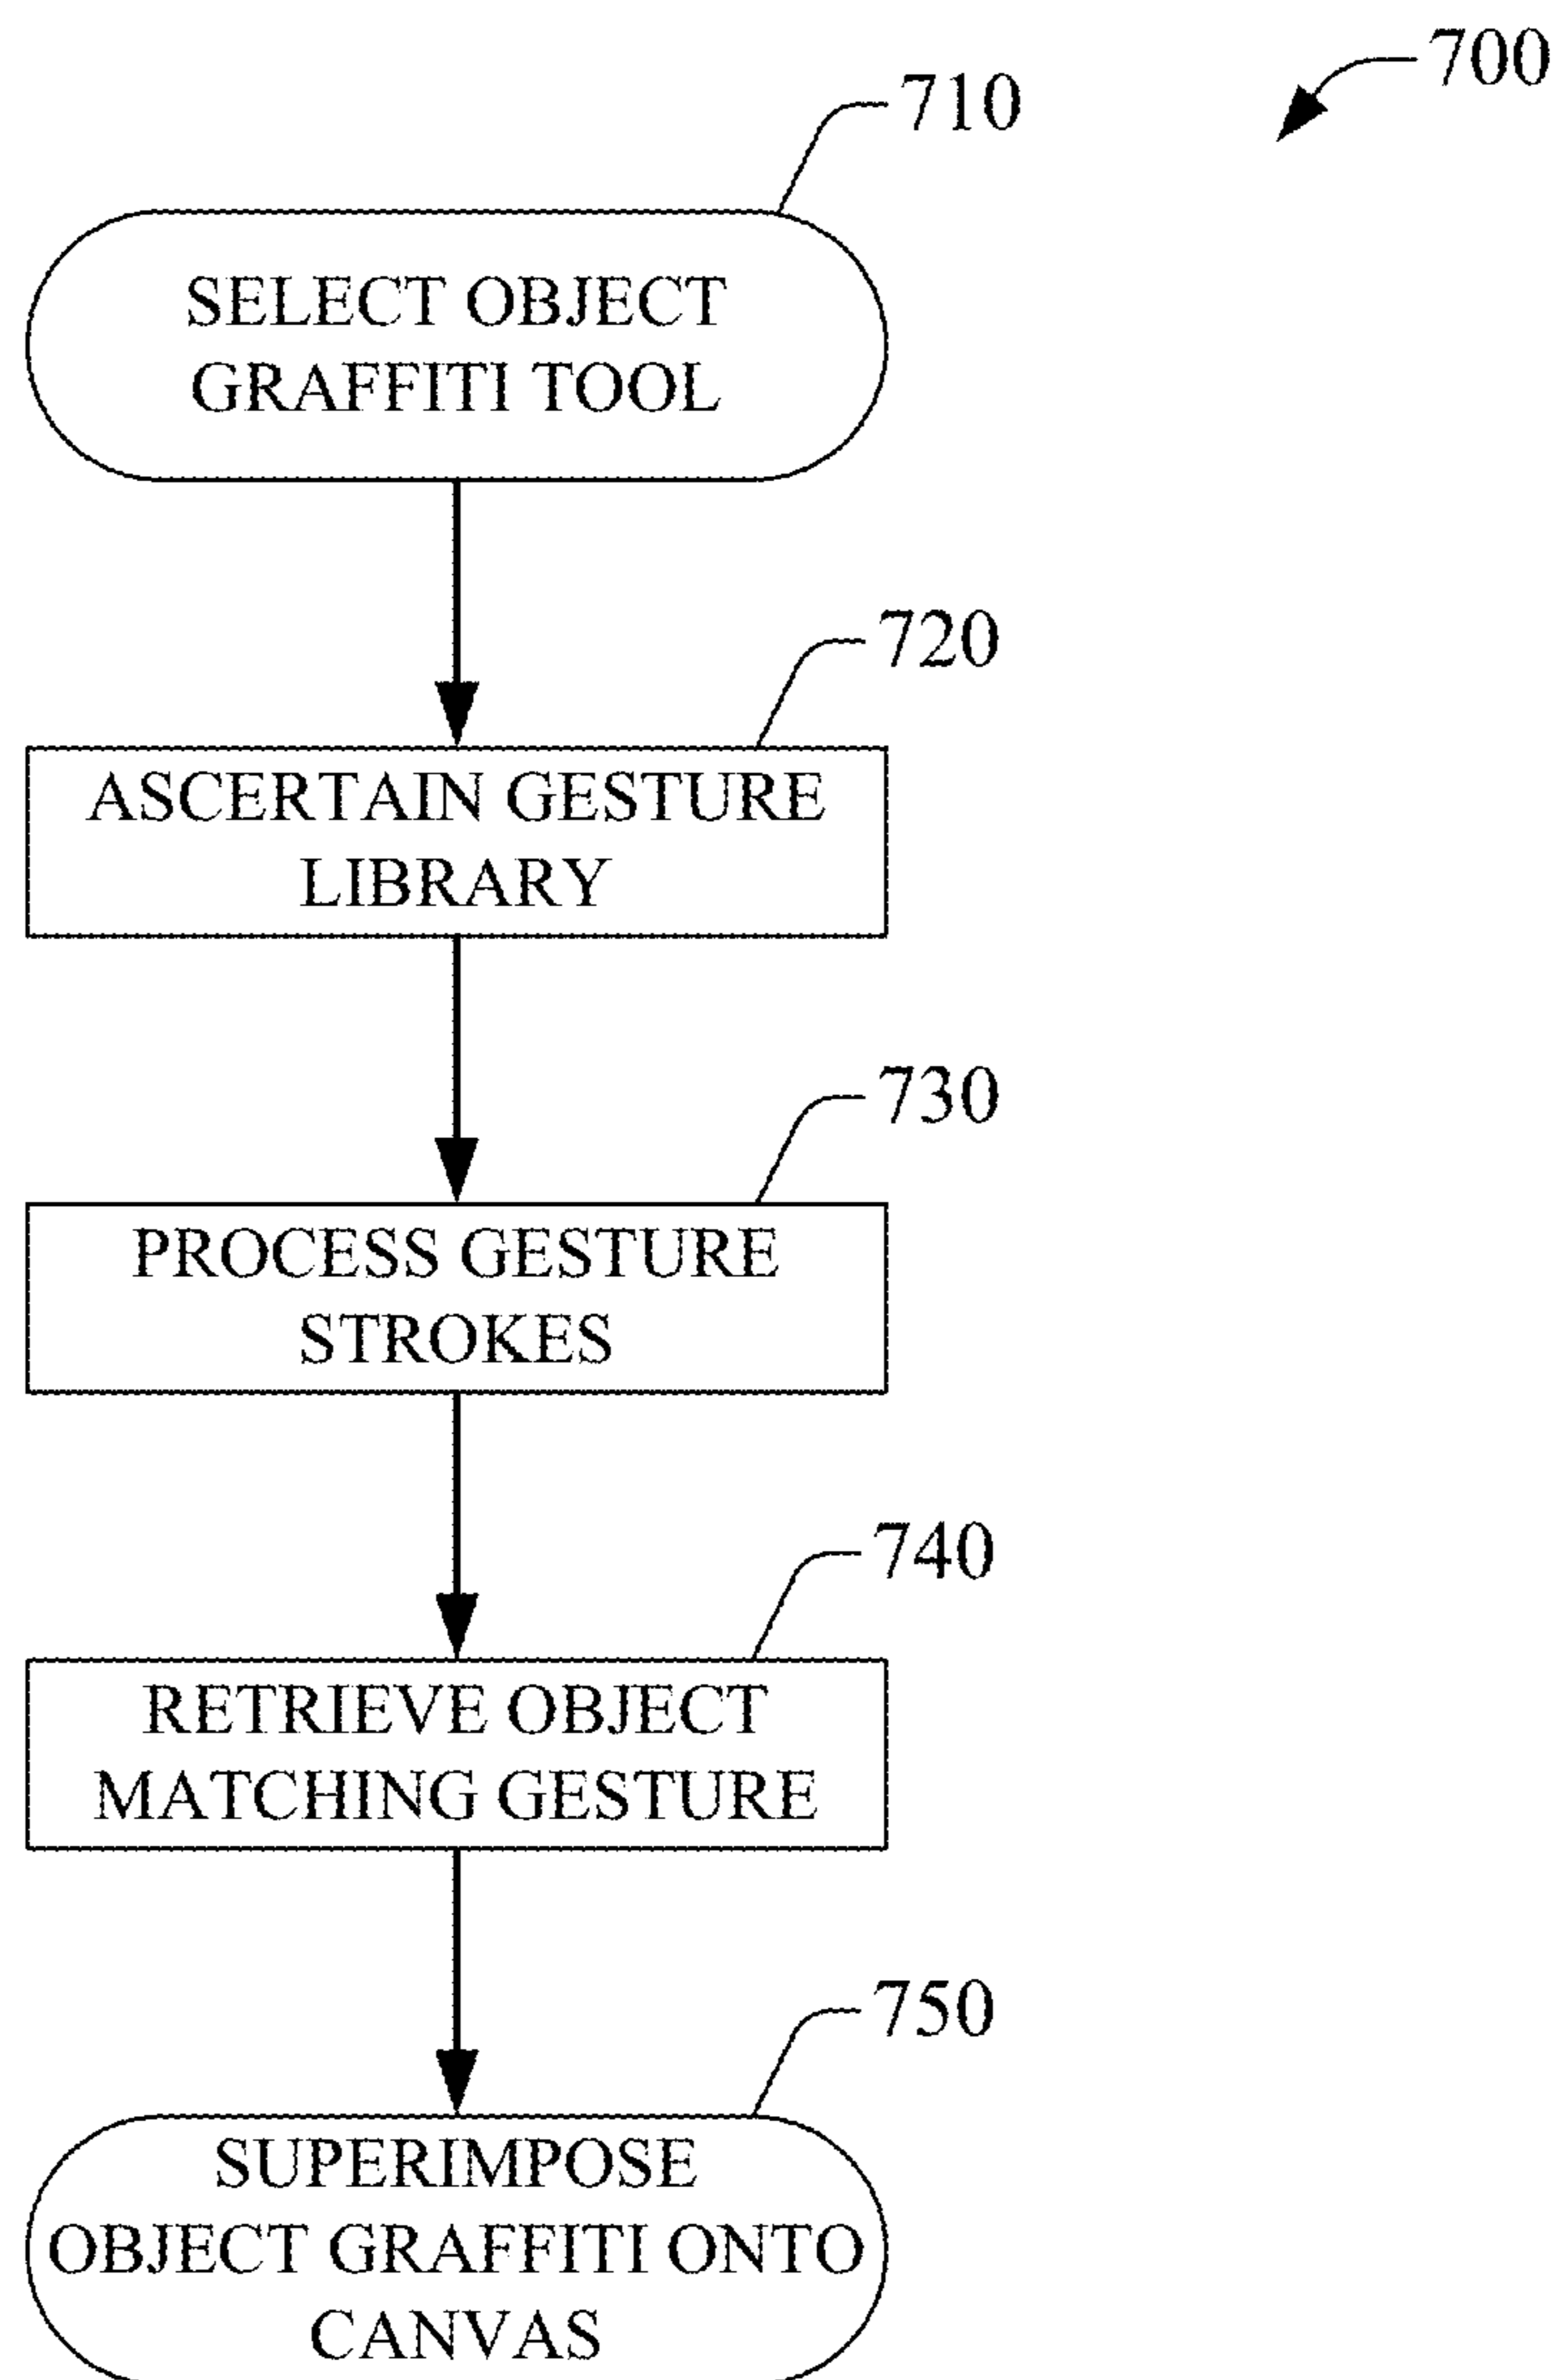 700
710
SELECT OBJECT
GRAFFITI TOOL
720
ASCERTAIN GESTURE
LIBRARY
730
PROCESS GESTURE
STROKES
740
RETRIEVE OBJECT
MATCHING GESTURE
750
SUPERIMPOSE
OBJECT GRAFFITI ONTO
CANVAS